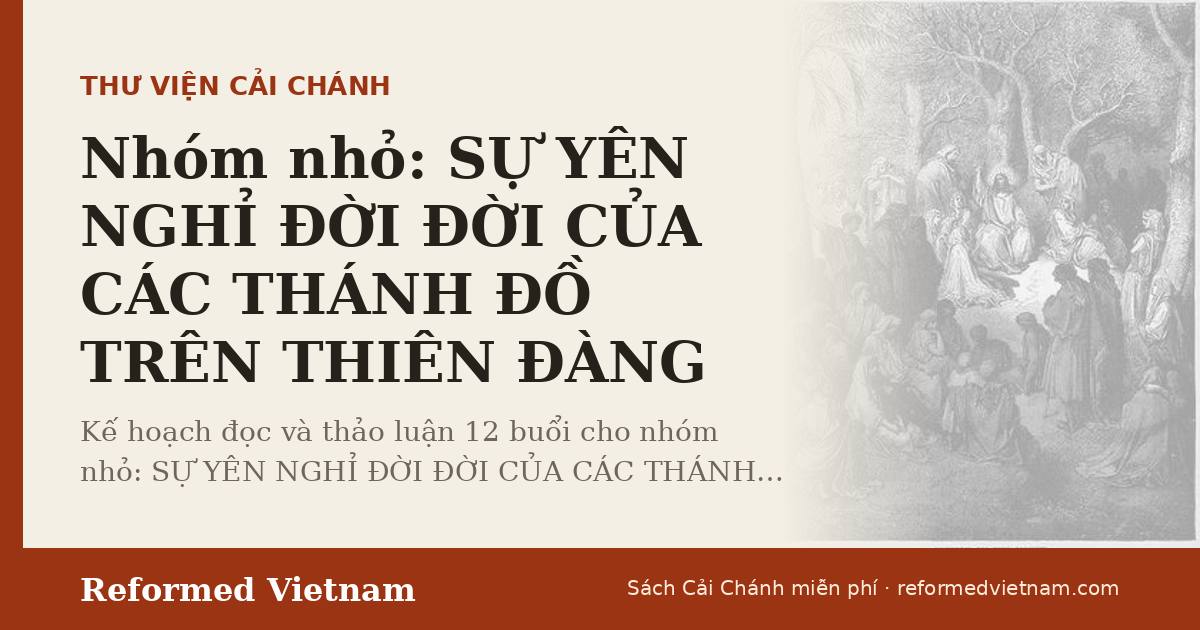 THƯ VIỆN CẢI CHÁNH
Nhóm nhỏ: SỰ YÊN
NGHỈ ĐỜI ĐỜI CỦA
CÁC THÁNH ĐỒ
TRÊN THIÊN ĐÀNG
Kế hoạch đọc và thảo luận 12 buổi cho nhóm
nhỏ: SỰ YÊN NGHỈ ĐỜI ĐỜI CỦA CÁC THÁNH...
Reformed Vietnam
Sách Cải Chánh miễn phí · reformedvietnam.com